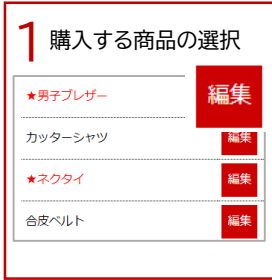 1 購入する商品の選択
★男子ブレザー 編集
カッターシャツ 編集
★ネクタイ 編集
合皮ベルト 編集